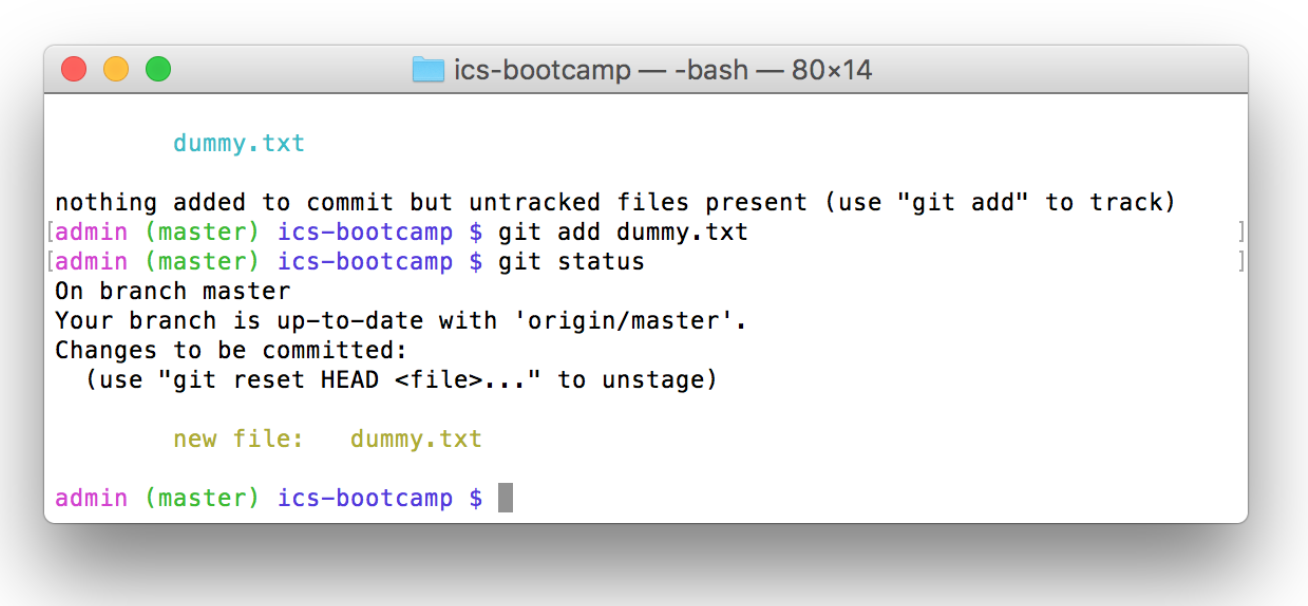 ics-bootcamp — -bash — 80×14
dummy.txt
nothing added to commit but untracked files present (use "git add" to track)
[admin (master) ics-bootcamp $ git add dummy.txt ]
[admin (master) ics-bootcamp $ git status ]
On branch master
Your branch is up-to-date with 'origin/master'.
Changes to be committed:
  (use "git reset HEAD <file>..." to unstage)
new file:   dummy.txt
admin (master) ics-bootcamp $